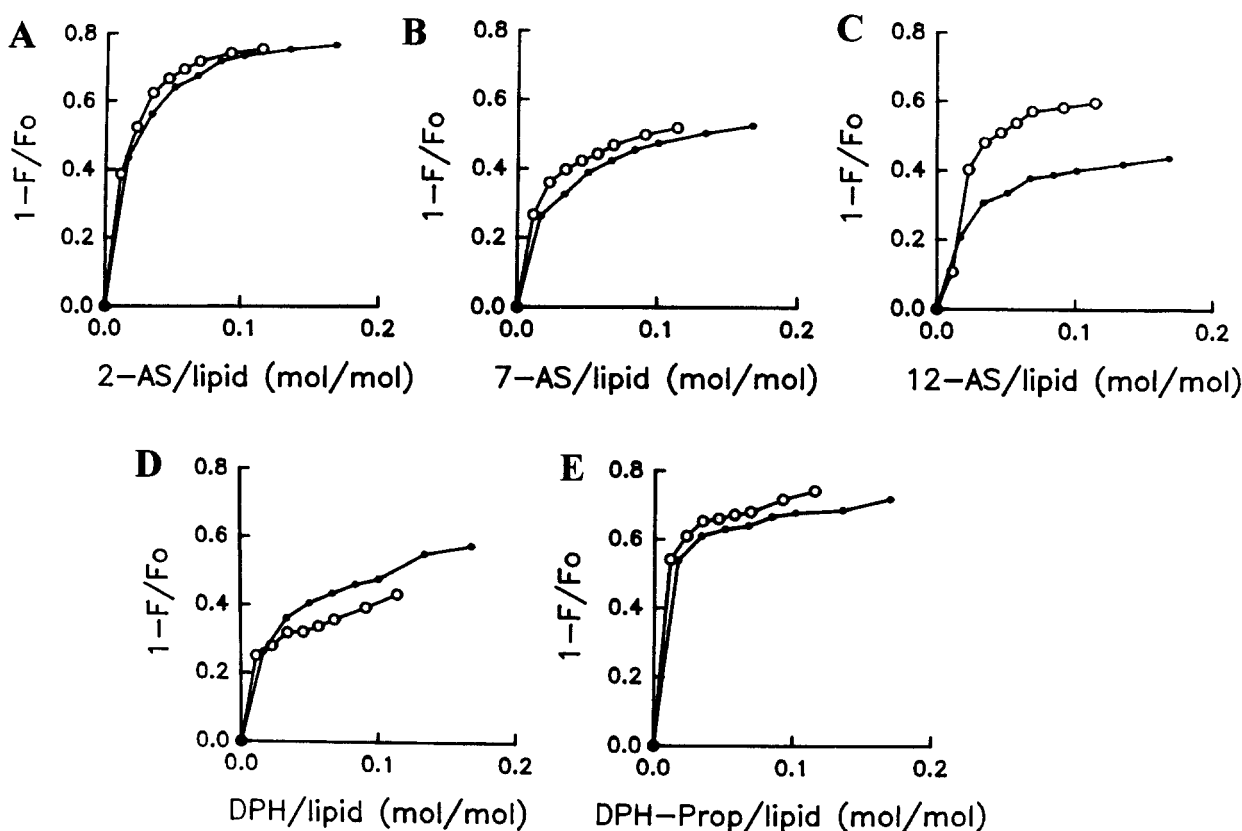 A
1–F/Fo
0.8
0.6
0.4
0.2
0.0
0.0 0.1 0.2
2–AS/lipid (mol/mol)
B
1–F/Fo
0.8
0.6
0.4
0.2
0.0
0.0 0.1 0.2
7–AS/lipid (mol/mol)
C
1–F/Fo
0.8
0.6
0.4
0.2
0.0
0.0 0.1 0.2
12–AS/lipid (mol/mol)
D
1–F/Fo
0.8
0.6
0.4
0.2
0.0
0.0 0.1 0.2
DPH/lipid (mol/mol)
E
1–F/Fo
0.8
0.6
0.4
0.2
0.0
0.0 0.1 0.2
DPH–Prop/lipid (mol/mol)